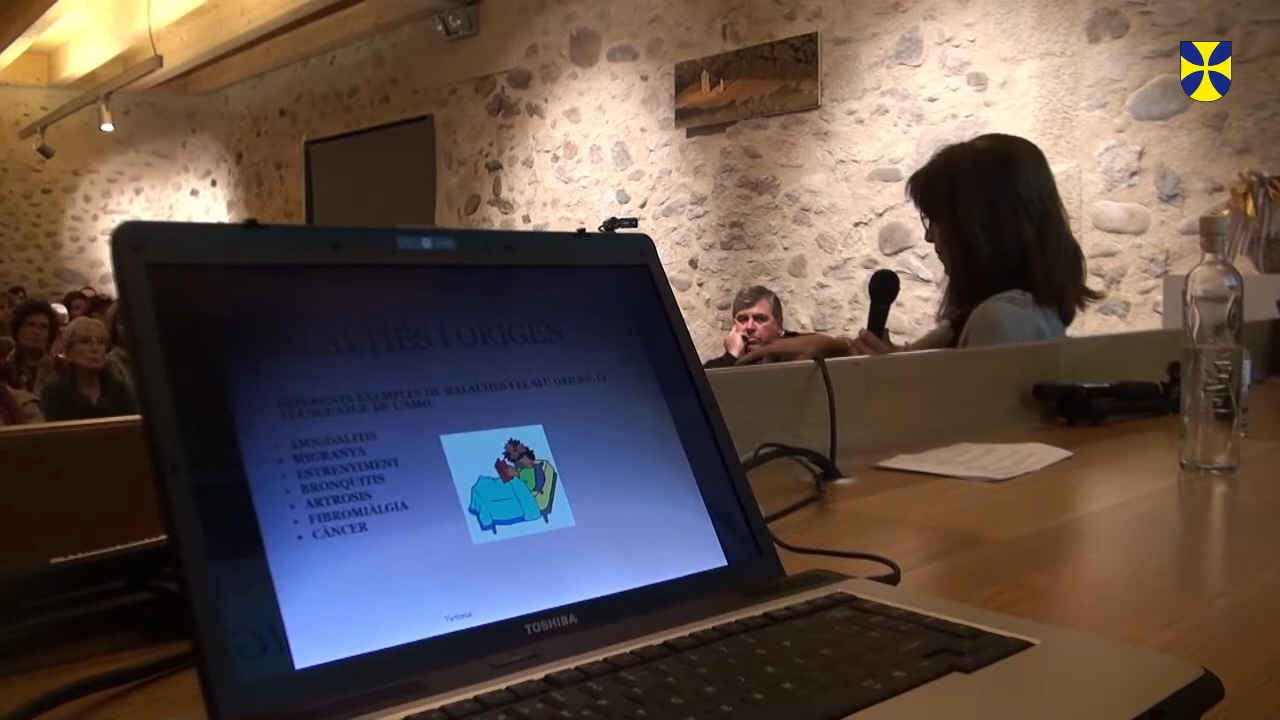 MALALTIES I ORIGEN
DIFERENTS EXEMPLES DE MALALTIES I EL SEU ORIGEN. EL
LLENGUATGE DE L'AMO.
• AMIGDALITIS
• MIGRANYA
• ESTRENYIMENT
• BRONQUITIS
• ARTROSIS
• FIBROMIÀLGIA
• CÀNCER
TOSHIBA